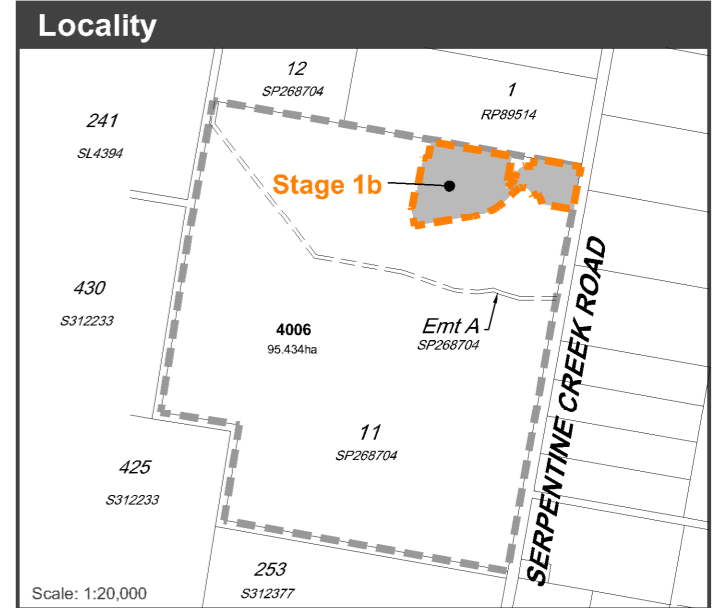 Locality
12
SP268704
1
RP89514
241
SL4394
Stage 1b
430
S312233
Emt A
SP268704
4006
95.434ha
SERPENTINE CREEK ROAD
11
SP268704
425
S312233
253
S312377
Scale: 1:20,000